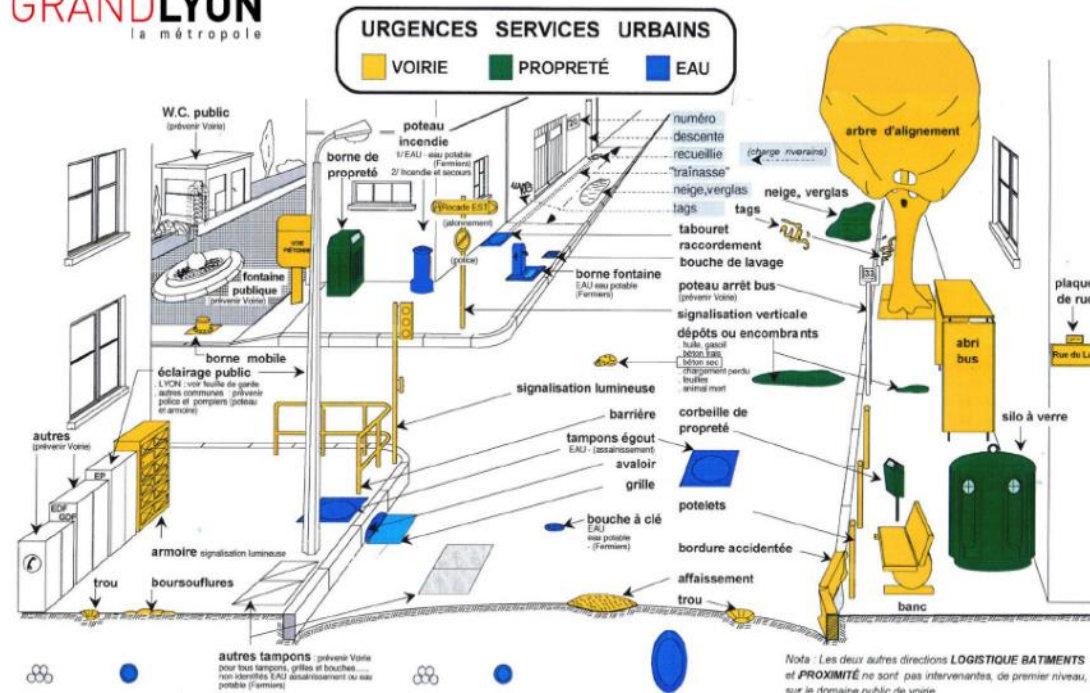 GRANDLYON
la métropole
URGENCES SERVICES URBAINS
VOIRIE
PROPRETÉ
EAU
W.C. public
(prévenir Voirie)
poteau
incendie
1/ EAU - eau potable
(Fermiers)
2/ Incendie et secours
borne de
propreté
Rocade EST
(jalonnement)
(police)
numéro
descente
recueillie
"traînasse"
neige,verglas
tags
(charge riverains)
arbre d'alignement
neige, verglas
tags
tabouret
raccordement
bouche de lavage
borne fontaine
EAU eau potable
(Fermiers)
poteau arrêt bus
(prévenir Voirie)
33
signalisation verticale
dépôts ou encombrants
. huile, gasoil
. béton frais
béton sec
. chargement perdu
. feuilles
. animal mort
abri
bus
plaque
de rue
Rue du La
fontaine
publique
(prévenir Voirie)
borne mobile
éclairage public
. LYON : voir feuille de garde
. autres communes : prévenir
police et pompiers (poteau
et armoire)
signalisation lumineuse
barrière
tampons égout
EAU - (assainissement)
avaloir
grille
corbeille de
propreté
silo à verre
autres
(prévenir Voirie)
EP
EDF
GDF
armoire signalisation lumineuse
bouche à clé
EAU
eau potable
- (Fermiers)
potelets
bordure accidentée
banc
trou
boursouflures
affaissement
trou
autres tampons : prévenir Voirie
pour tous tampons, grilles et bouches
non identifiés EAU assainissement ou eau
potable (Fermiers)
Nota : Les deux autres directions LOGISTIQUE BATIMENTS
et PROXIMITÉ ne sont pas intervenantes, de premier niveau,
sur le domaine public de voirie